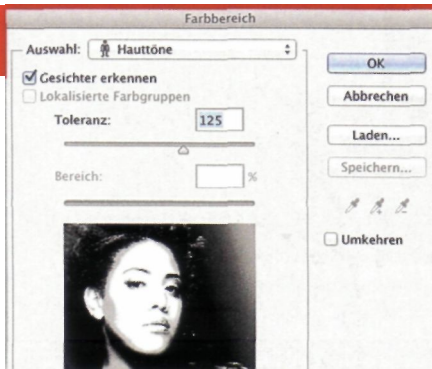 Farbbereich
Auswahl: Hauttöne
Gesichter erkennen
Lokalisierte Farbgruppen
Toleranz: 125
Bereich: %
OK
Abbrechen
Laden...
Speichern...
Umkehren